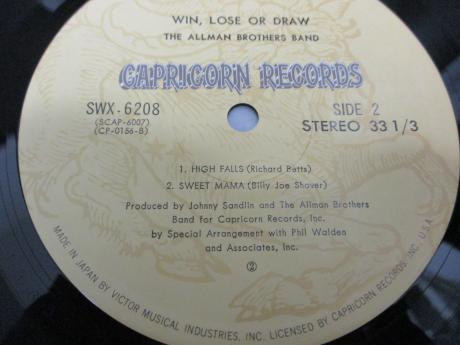 WIN, LOSE OR DRAW
THE ALLMAN BROTHERS BAND
CAPRICORN RECORDS
SWX-6208
(SCAP-6007)
(CP-0156-B)
SIDE 2
STEREO 33 1/3
1. HIGH FALLS (Richard Betts)
2. SWEET MAMA (Billy Joe Shaver)
Produced by Johnny Sandlin and The Allman Brothers
Band for Capricorn Records, Inc.
by Special Arrangement with Phil Walden
and Associates, Inc.
②
MADE IN JAPAN BY VICTOR MUSICAL INDUSTRIES, INC. LICENSED BY CAPRICORN RECORDS INC., U.S.A.